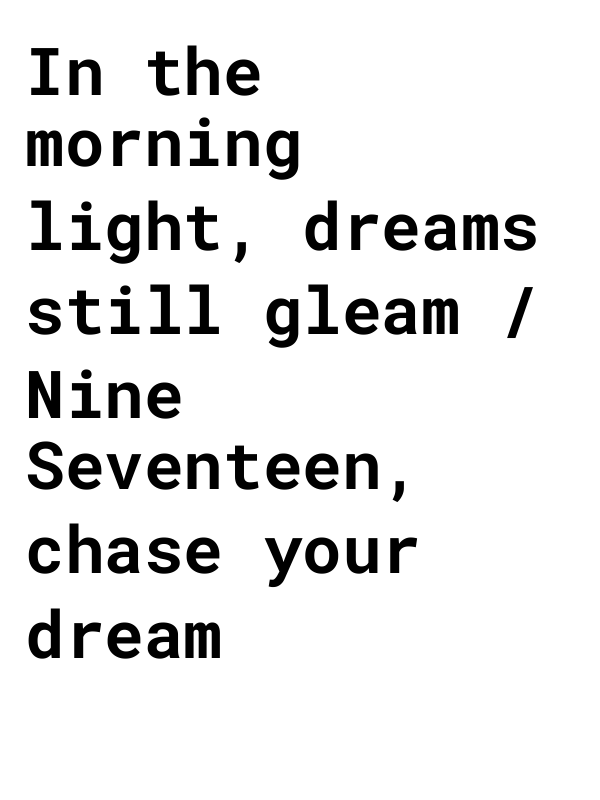 In the
morning
light, dreams
still gleam /
Nine
Seventeen,
chase your
dream